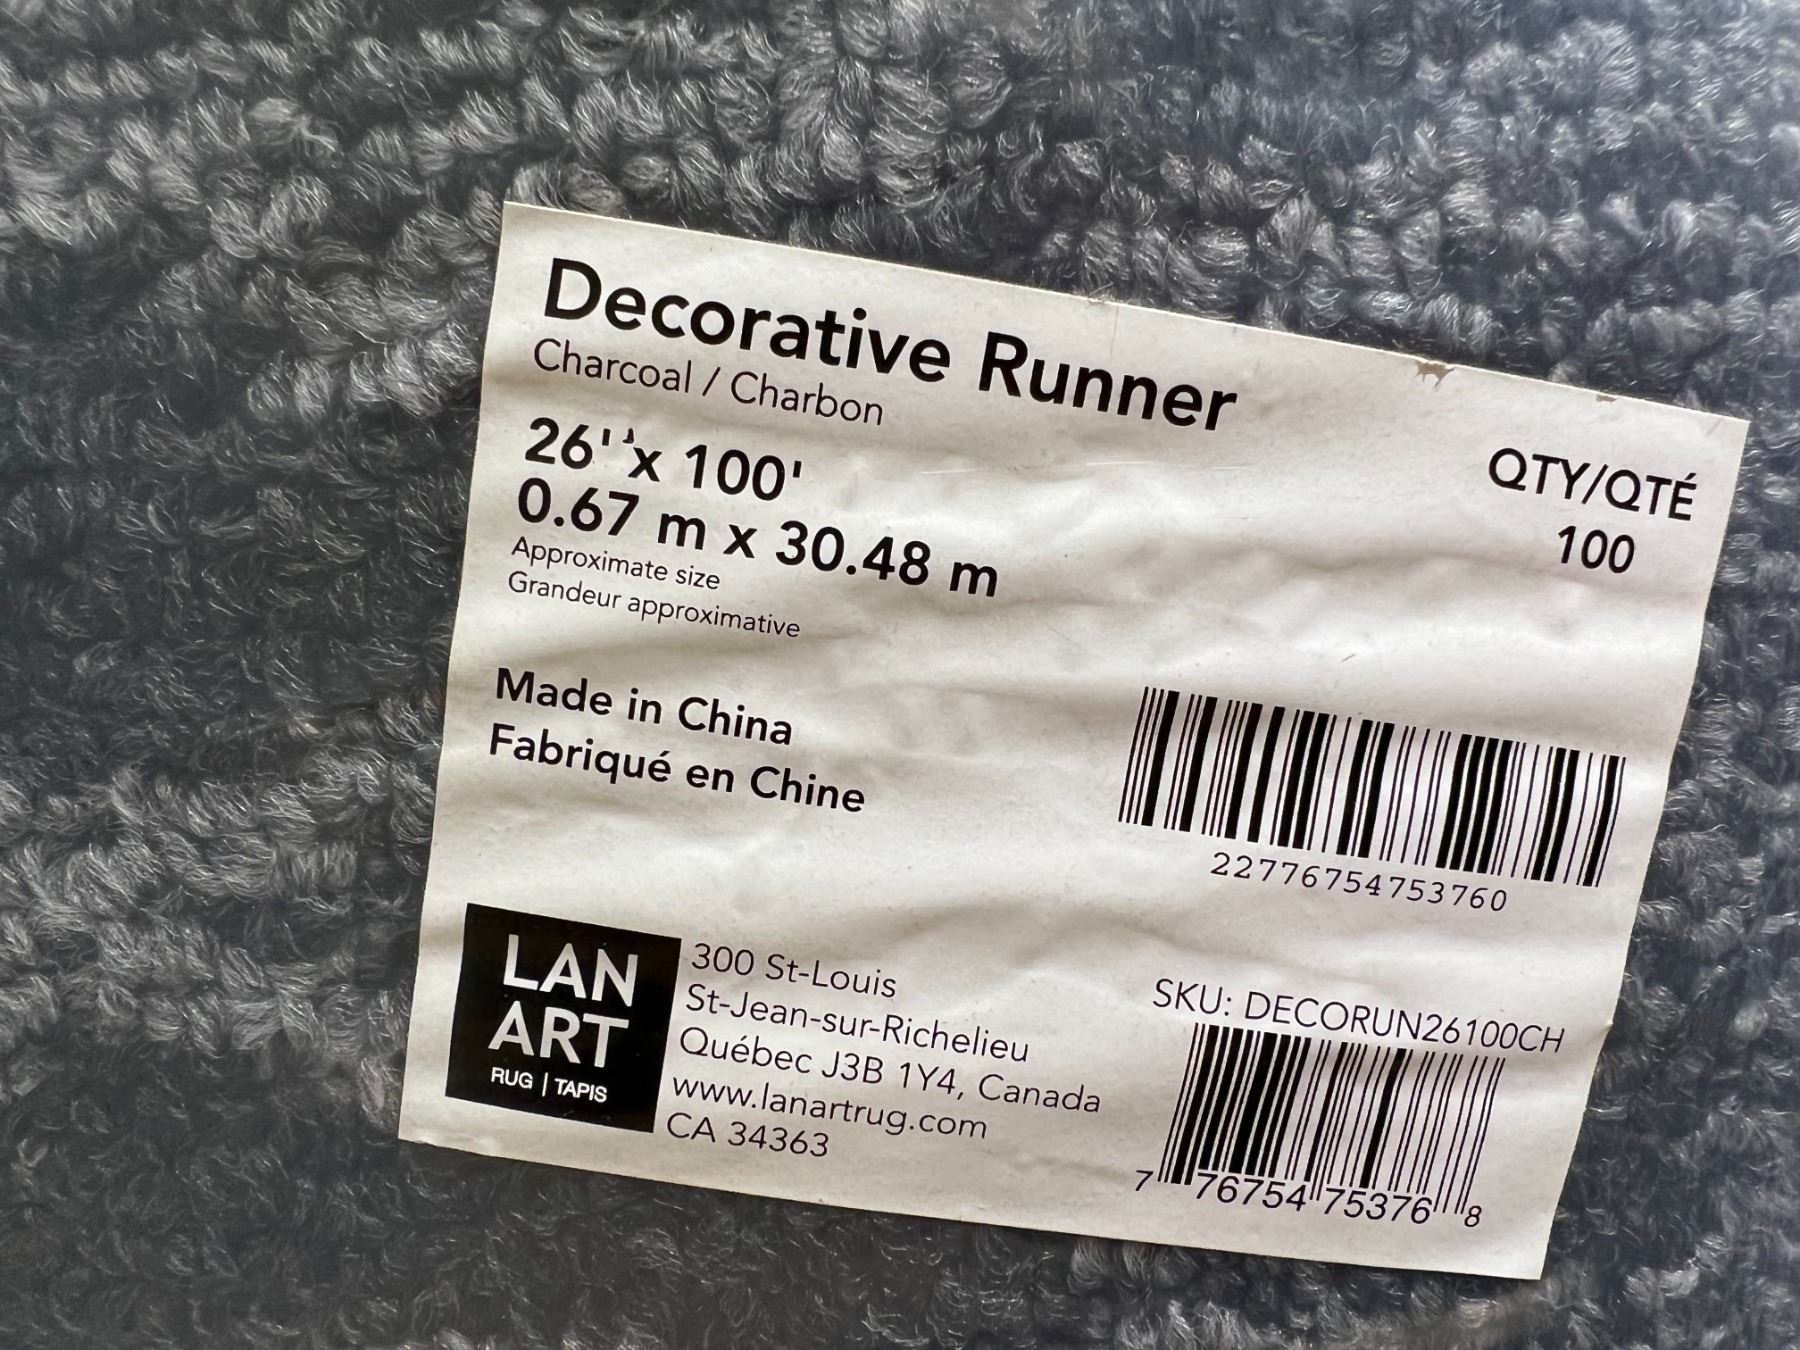 Decorative Runner
Charcoal / Charbon
26'' x 100'
0.67 m x 30.48 m
Approximate size
Grandeur approximative
QTY/QTÉ
100
Made in China
Fabriqué en Chine
22776754753760
LAN
ART
RUG | TAPIS
300 St-Louis
St-Jean-sur-Richelieu
Québec J3B 1Y4, Canada
www.lanartrug.com
CA 34363
SKU: DECORUN26100CH
7 76754 75376 8